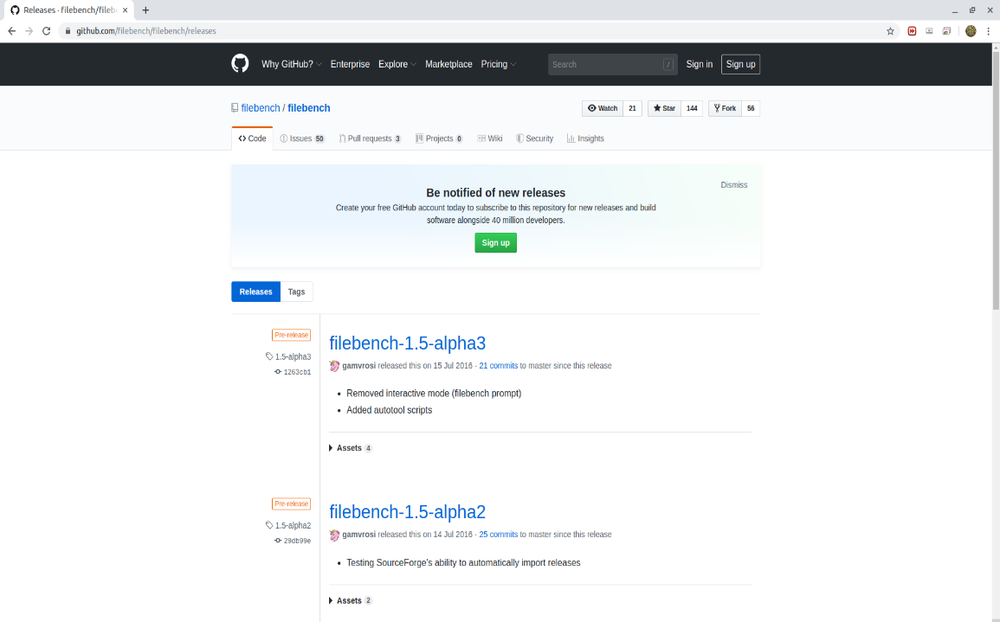 Releases · filebench/fileb
github.com/filebench/filebench/releases
Why GitHub? Enterprise Explore Marketplace Pricing Search / Sign in Sign up
filebench / filebench Watch 21 Star 144 Fork 56
Code Issues 50 Pull requests 3 Projects 0 Wiki Security Insights
Dismiss
Be notified of new releases
Create your free GitHub account today to subscribe to this repository for new releases and build
software alongside 40 million developers.
Sign up
Releases Tags
Pre-release
1.5-alpha3
1263cb1
filebench-1.5-alpha3
gamvrosi released this on 15 Jul 2016 · 21 commits to master since this release
• Removed interactive mode (filebench prompt)
• Added autotool scripts
Assets 4
Pre-release
1.5-alpha2
29db99e
filebench-1.5-alpha2
gamvrosi released this on 14 Jul 2016 · 25 commits to master since this release
• Testing SourceForge's ability to automatically import releases
Assets 2